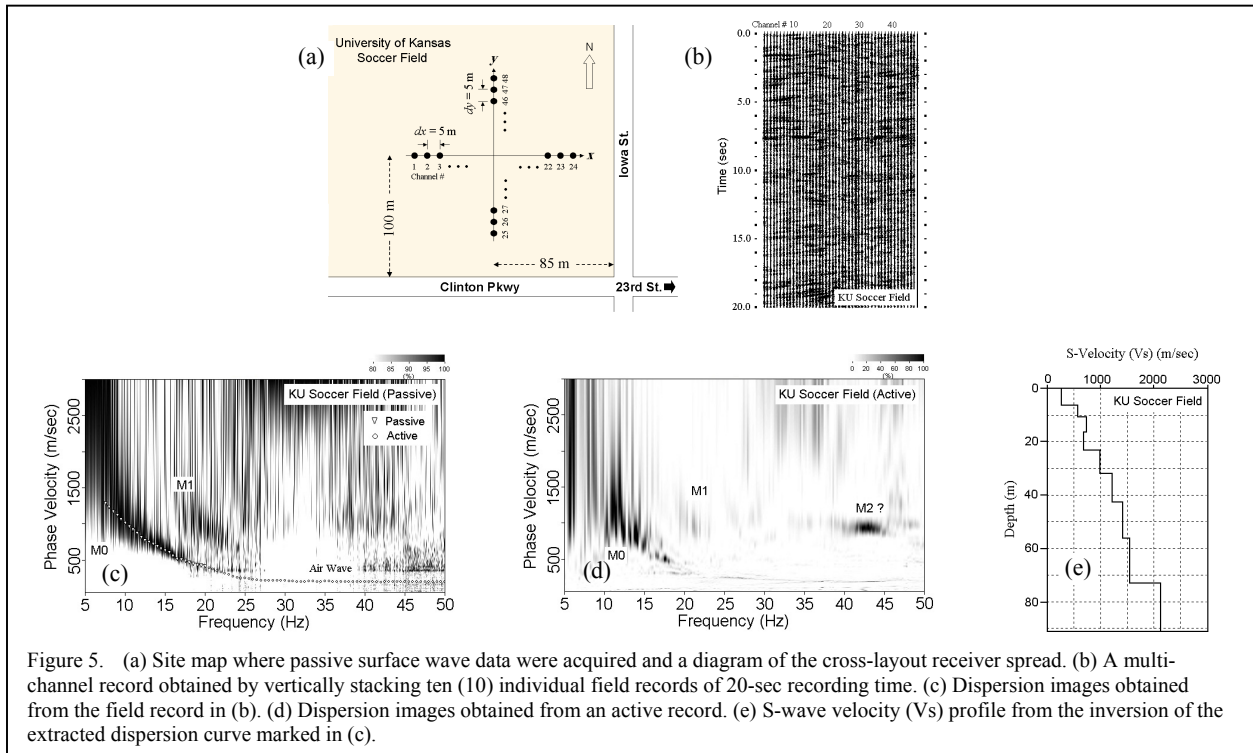 (a)
University of Kansas
Soccer Field
N
y
46 47 48
dy = 5 m
dx = 5 m
x
1 2 3
Channel #
22 23 24
25 26 27
100 m
85 m
Iowa St.
Clinton Pkwy
23rd St.
(b)
Channel # 10 20 30 40
Time (sec)
0.0
5.0
10.0
15.0
20.0
KU Soccer Field
80 85 90 95 100
(%)
KU Soccer Field (Passive)
Passive
Active
Phase Velocity (m/sec)
2500
1500
500
M1
M0
Air Wave
(c)
5 10 15 20 25 30 35 40 45 50
Frequency (Hz)
0 20 40 60 80 100
(%)
KU Soccer Field (Active)
Phase Velocity (m/sec)
2500
1500
500
M1
M2 ?
M0
(d)
5 10 15 20 25 30 35 40 45 50
Frequency (Hz)
S-Velocity (Vs) (m/sec)
0 1000 2000 3000
KU Soccer Field
Depth (m)
0
20
40
60
80
(e)
Figure 5. (a) Site map where passive surface wave data were acquired and a diagram of the cross-layout receiver spread. (b) A multi-
channel record obtained by vertically stacking ten (10) individual field records of 20-sec recording time. (c) Dispersion images obtained
from the field record in (b). (d) Dispersion images obtained from an active record. (e) S-wave velocity (Vs) profile from the inversion of the
extracted dispersion curve marked in (c).